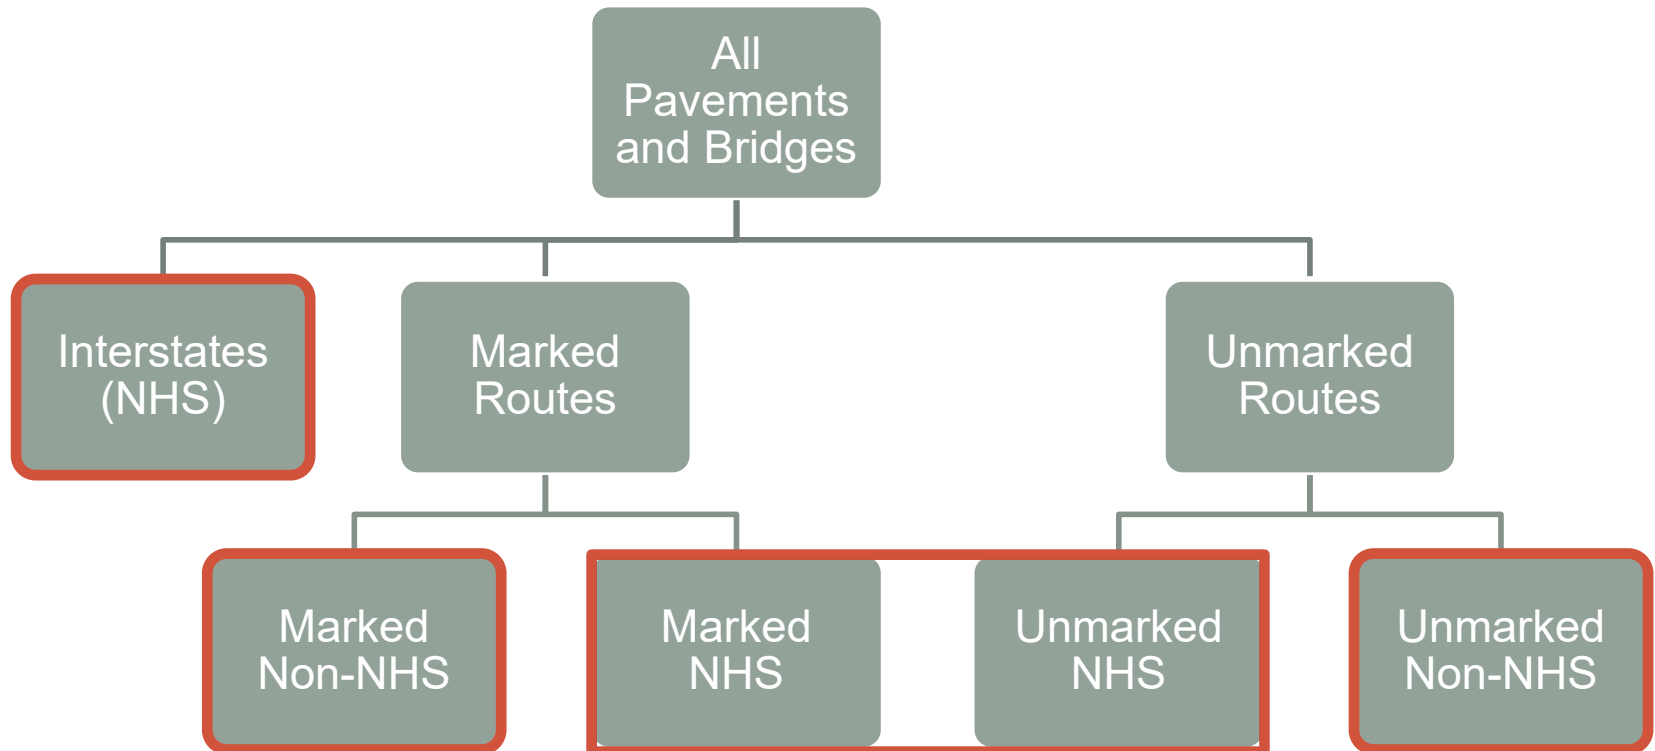 All
Pavements
and Bridges
Interstates
(NHS)
Marked
Routes
Unmarked
Routes
Marked
Non-NHS
Marked
NHS
Unmarked
NHS
Unmarked
Non-NHS